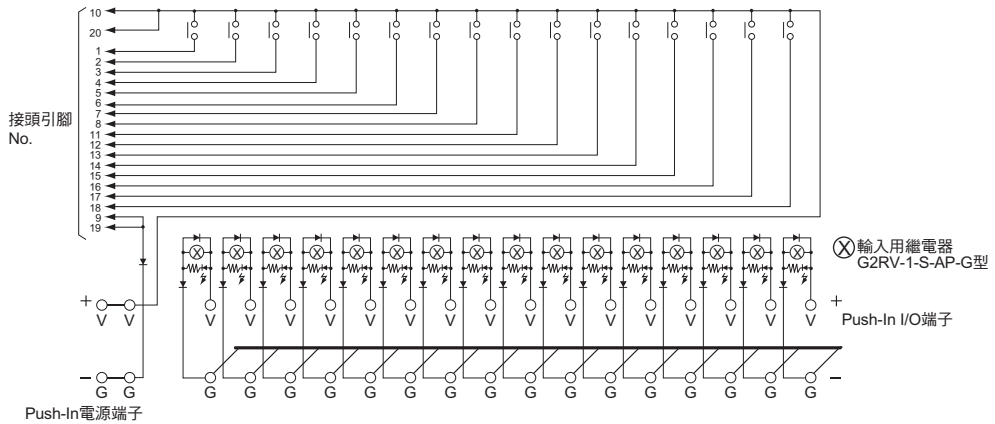 10
20
1
2
3
4
5
6
7
8
11
12
13
14
15
16
17
18
9
19
接頭引腳
No.
輸入用繼電器
G2RV-1-S-AP-G型
+ V V V V V V V V V V V V V V V V V V +
Push-In I/O端子
− G G G G G G G G G G G G G G G G G G −
Push-In電源端子